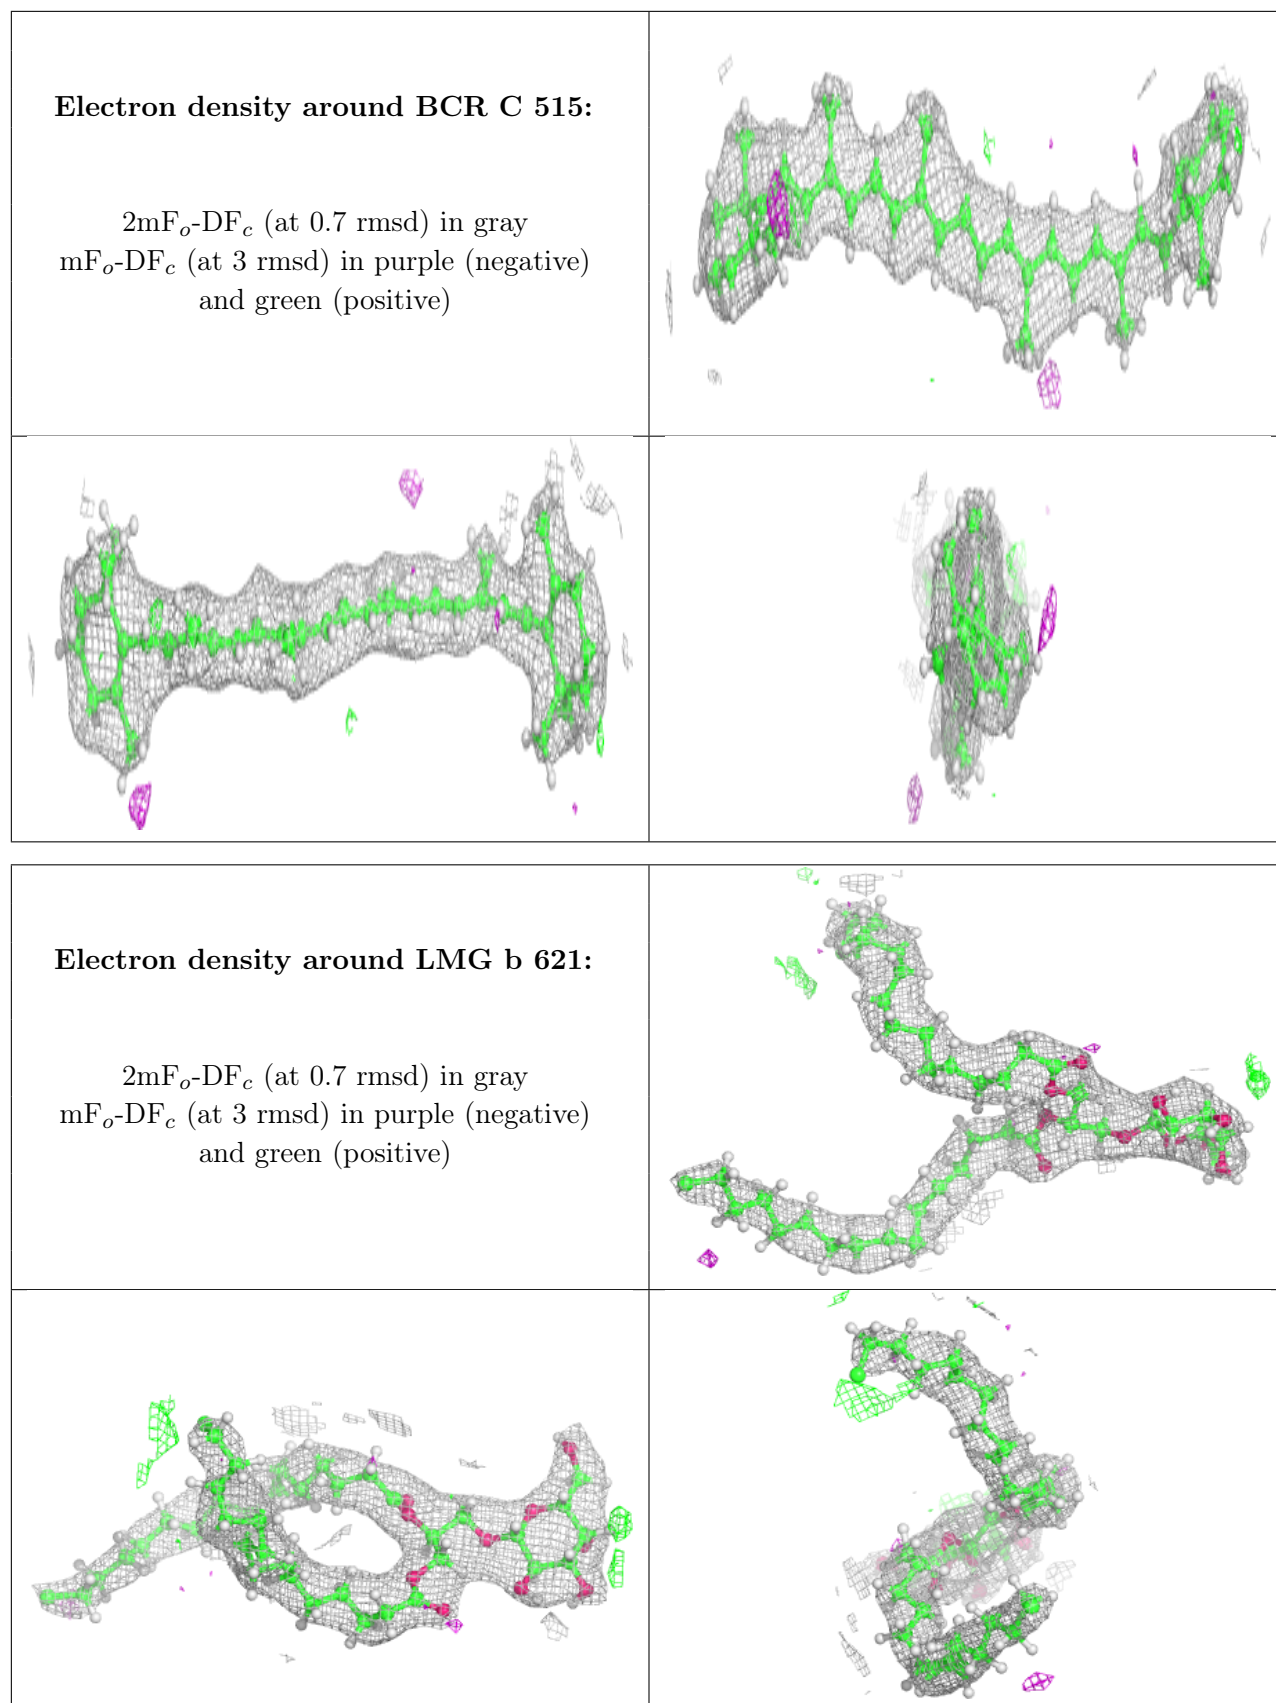 Electron density around BCR C 515:
2mFo-DFc (at 0.7 rmsd) in gray
mFo-DFc (at 3 rmsd) in purple (negative)
and green (positive)
Electron density around LMG b 621:
2mFo-DFc (at 0.7 rmsd) in gray
mFo-DFc (at 3 rmsd) in purple (negative)
and green (positive)